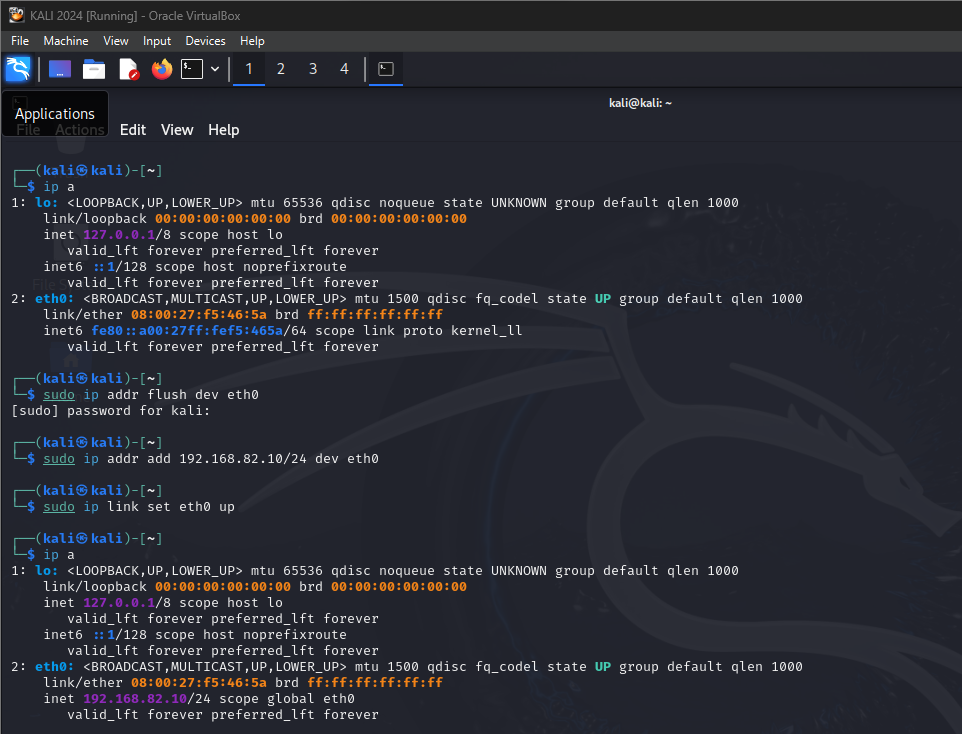 KALI 2024 [Running] - Oracle VirtualBox
File Machine View Input Devices Help
1 2 3 4
kali@kali: ~
Applications
File Actions Edit View Help
┌──(kali㉿kali)-[~]
└─$ ip a
1: lo: <LOOPBACK,UP,LOWER_UP> mtu 65536 qdisc noqueue state UNKNOWN group default qlen 1000
    link/loopback 00:00:00:00:00:00 brd 00:00:00:00:00:00
    inet 127.0.0.1/8 scope host lo
       valid_lft forever preferred_lft forever
    inet6 ::1/128 scope host noprefixroute
       valid_lft forever preferred_lft forever
2: eth0: <BROADCAST,MULTICAST,UP,LOWER_UP> mtu 1500 qdisc fq_codel state UP group default qlen 1000
    link/ether 08:00:27:f5:46:5a brd ff:ff:ff:ff:ff:ff
    inet6 fe80::a00:27ff:fef5:465a/64 scope link proto kernel_ll
       valid_lft forever preferred_lft forever
┌──(kali㉿kali)-[~]
└─$ sudo ip addr flush dev eth0
[sudo] password for kali:
┌──(kali㉿kali)-[~]
└─$ sudo ip addr add 192.168.82.10/24 dev eth0
┌──(kali㉿kali)-[~]
└─$ sudo ip link set eth0 up
┌──(kali㉿kali)-[~]
└─$ ip a
1: lo: <LOOPBACK,UP,LOWER_UP> mtu 65536 qdisc noqueue state UNKNOWN group default qlen 1000
    link/loopback 00:00:00:00:00:00 brd 00:00:00:00:00:00
    inet 127.0.0.1/8 scope host lo
       valid_lft forever preferred_lft forever
    inet6 ::1/128 scope host noprefixroute
       valid_lft forever preferred_lft forever
2: eth0: <BROADCAST,MULTICAST,UP,LOWER_UP> mtu 1500 qdisc fq_codel state UP group default qlen 1000
    link/ether 08:00:27:f5:46:5a brd ff:ff:ff:ff:ff:ff
    inet 192.168.82.10/24 scope global eth0
       valid_lft forever preferred_lft forever